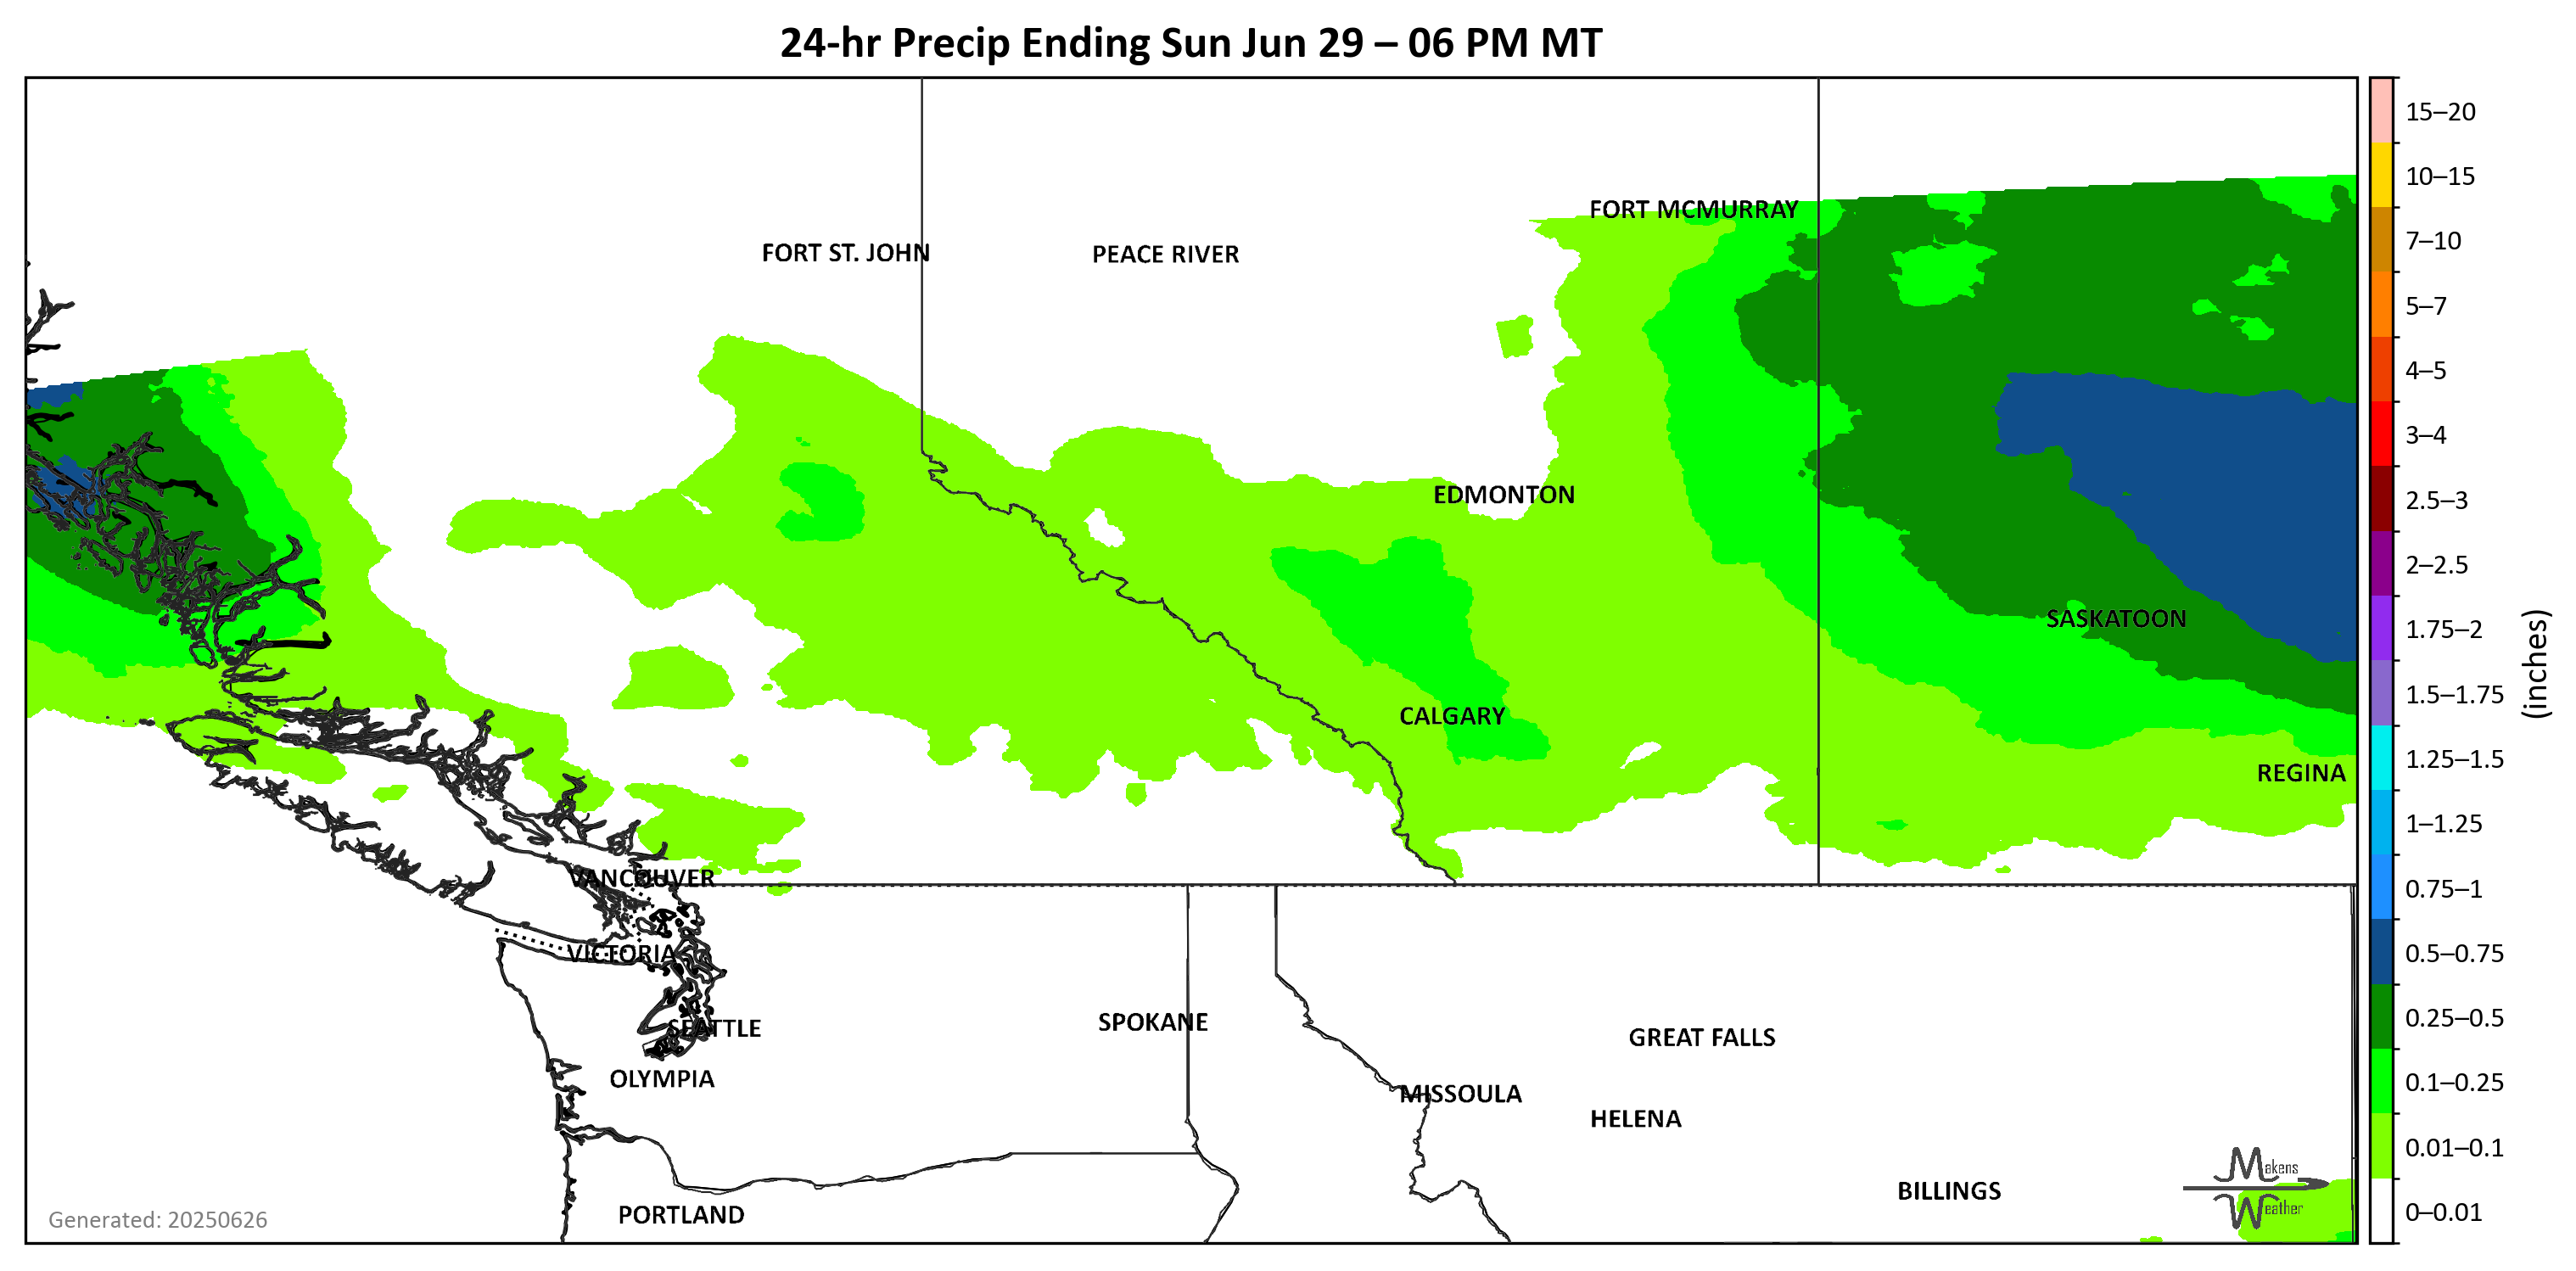 24-hr Precip Ending Sun Jun 29 – 06 PM MT
15–20
10–15
7–10
5–7
4–5
3–4
2.5–3
2–2.5
1.75–2
1.5–1.75
1.25–1.5
1–1.25
0.75–1
0.5–0.75
0.25–0.5
0.1–0.25
0.01–0.1
0–0.01
(inches)
FORT MCMURRAY
FORT ST. JOHN
PEACE RIVER
EDMONTON
SASKATOON
CALGARY
REGINA
VANCOUVER
VICTORIA
SPOKANE
SEATTLE
GREAT FALLS
OLYMPIA
MISSOULA
HELENA
BILLINGS
PORTLAND
Makens
Weather
Generated: 20250626